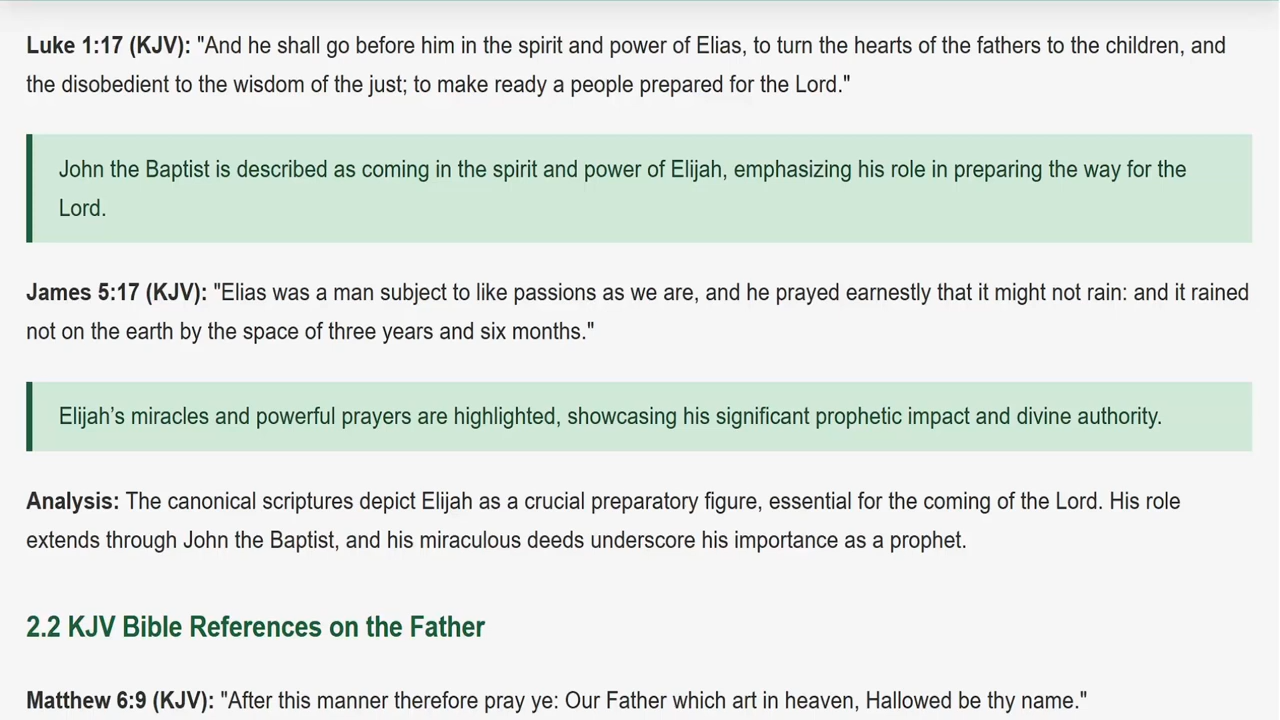 Luke 1:17 (KJV): "And he shall go before him in the spirit and power of Elias, to turn the hearts of the fathers to the children, and
the disobedient to the wisdom of the just; to make ready a people prepared for the Lord."
John the Baptist is described as coming in the spirit and power of Elijah, emphasizing his role in preparing the way for the
Lord.
James 5:17 (KJV): "Elias was a man subject to like passions as we are, and he prayed earnestly that it might not rain: and it rained
not on the earth by the space of three years and six months."
Elijah’s miracles and powerful prayers are highlighted, showcasing his significant prophetic impact and divine authority.
Analysis: The canonical scriptures depict Elijah as a crucial preparatory figure, essential for the coming of the Lord. His role
extends through John the Baptist, and his miraculous deeds underscore his importance as a prophet.
2.2 KJV Bible References on the Father
Matthew 6:9 (KJV): "After this manner therefore pray ye: Our Father which art in heaven, Hallowed be thy name."